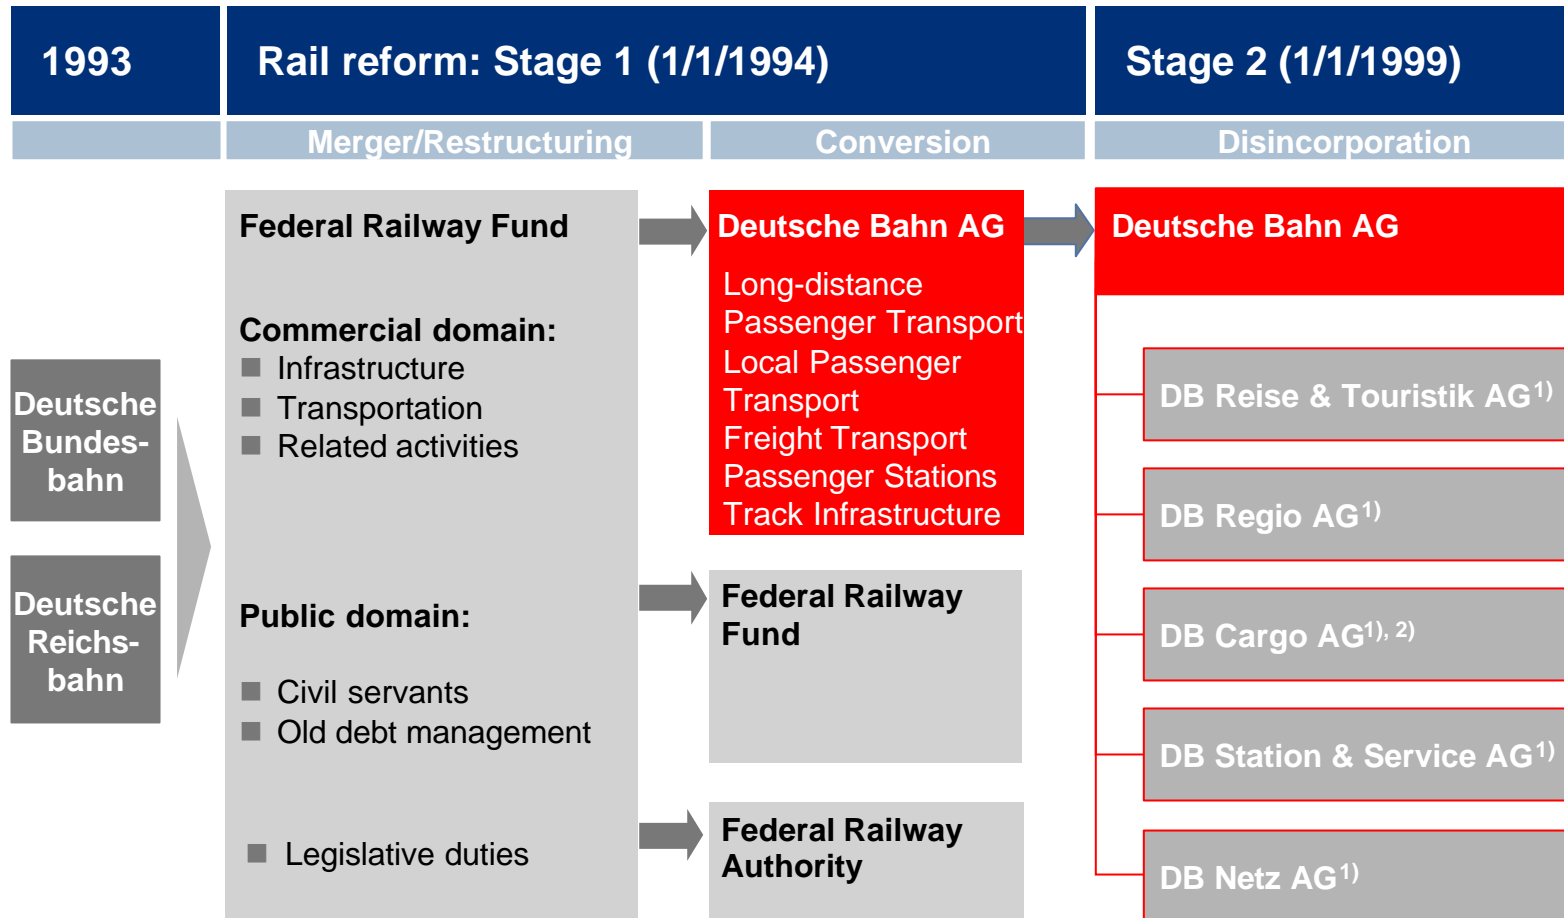 1993
Rail reform: Stage 1 (1/1/1994)
Stage 2 (1/1/1999)
Merger/Restructuring
Conversion
Disincorporation
Deutsche
Bundes-
bahn
Deutsche
Reichs-
bahn
Federal Railway Fund
Commercial domain:
Infrastructure
Transportation
Related activities
Public domain:
Civil servants
Old debt management
Legislative duties
Deutsche Bahn AG
Long-distance
Passenger Transport
Local Passenger
Transport
Freight Transport
Passenger Stations
Track Infrastructure
Federal Railway
Fund
Federal Railway
Authority
Deutsche Bahn AG
DB Reise & Touristik AG1)
DB Regio AG1)
DB Cargo AG1), 2)
DB Station & Service AG1)
DB Netz AG1)